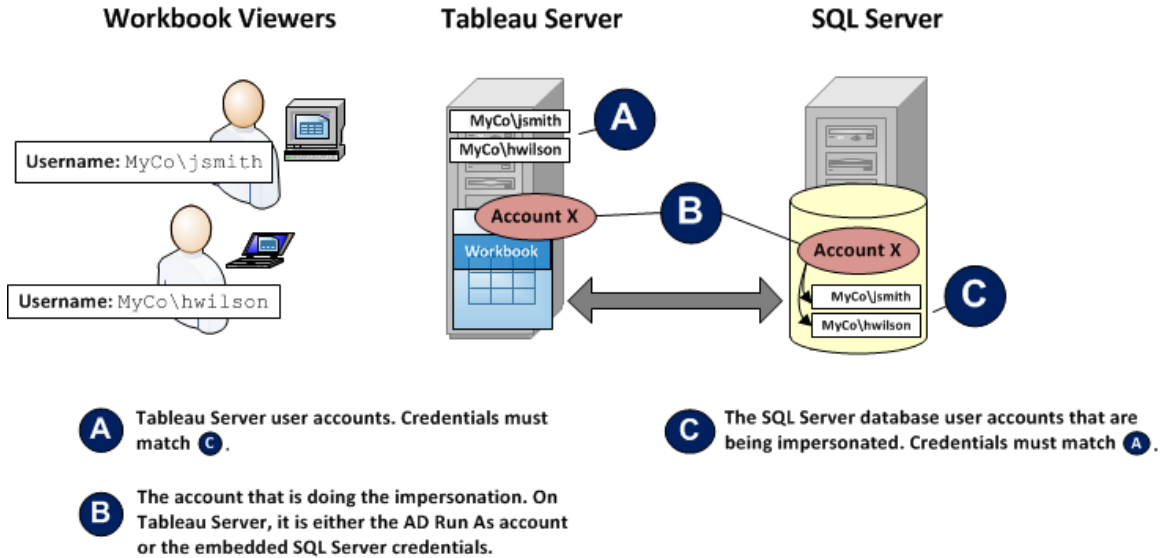 Workbook Viewers
Tableau Server
SQL Server
MyCo\jsmith
MyCo\hwilson
A
Username: MyCo\jsmith
Account X
B
Workbook
Account X
Username: MyCo\hwilson
MyCo\jsmith
MyCo\hwilson
C
A
Tableau Server user accounts. Credentials must
match C.
B
The account that is doing the impersonation. On
Tableau Server, it is either the AD Run As account
or the embedded SQL Server credentials.
C
The SQL Server database user accounts that are
being impersonated. Credentials must match A.